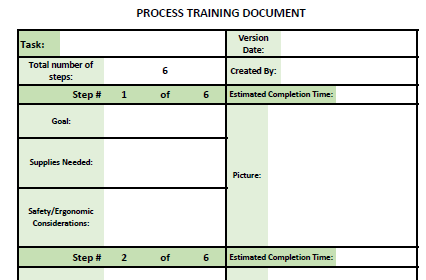 PROCESS TRAINING DOCUMENT
Task:
Version
Date:
Total number of
steps:
6
Created By:
Step # 1 of 6 Estimated Completion Time:
Goal:
Supplies Needed:
Picture:
Safety/Ergonomic
Considerations:
Step # 2 of 6 Estimated Completion Time: